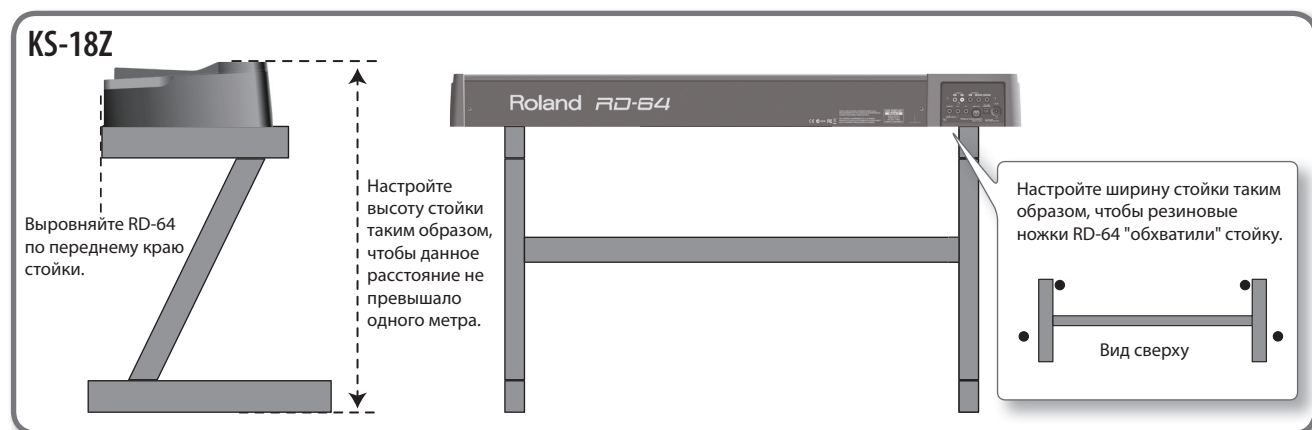 KS-18Z
Выровняйте RD-64
по переднему краю
стойки.
Настройте
высоту стойки
таким образом,
чтобы данное
расстояние не
превышало
одного метра.
Roland RD-64
Настройте ширину стойки таким
образом, чтобы резиновые
ножки RD-64 "обхватили" стойку.
Вид сверху